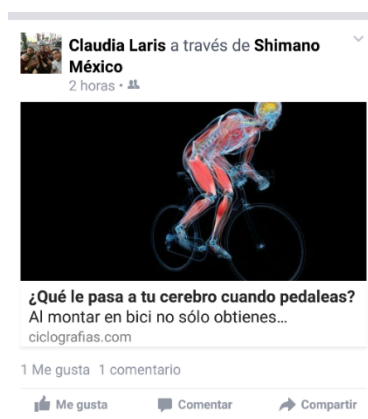 Claudia Laris a través de Shimano
México
2 horas •
¿Qué le pasa a tu cerebro cuando pedaleas?
Al montar en bici no sólo obtienes...
ciclografias.com
1 Me gusta 1 comentario
Me gusta Comentar Compartir